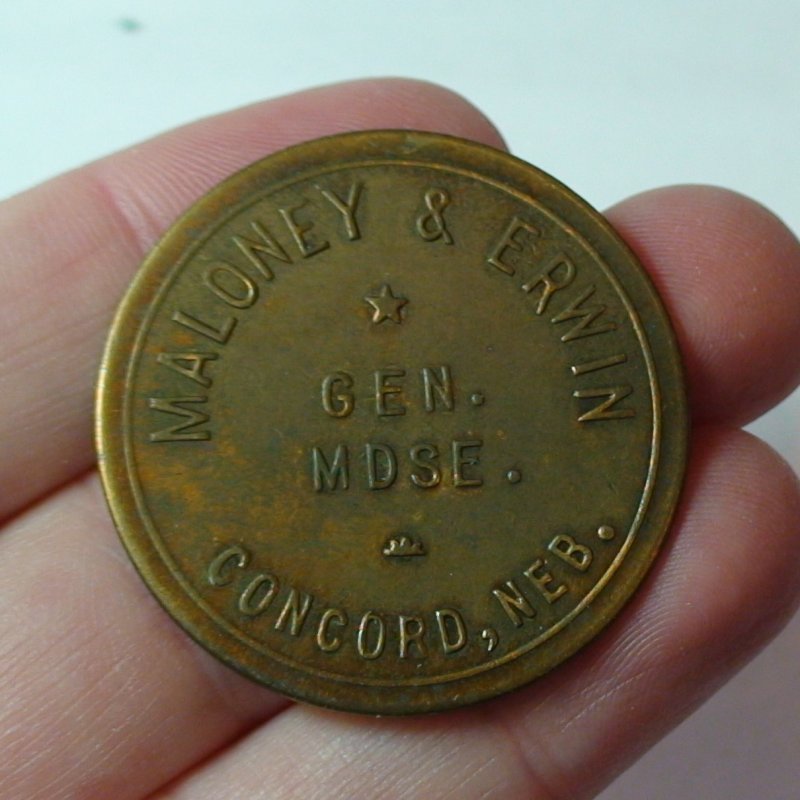 MALONEY & ERWIN
GEN.
MDSE.
CONCORD, NEB.